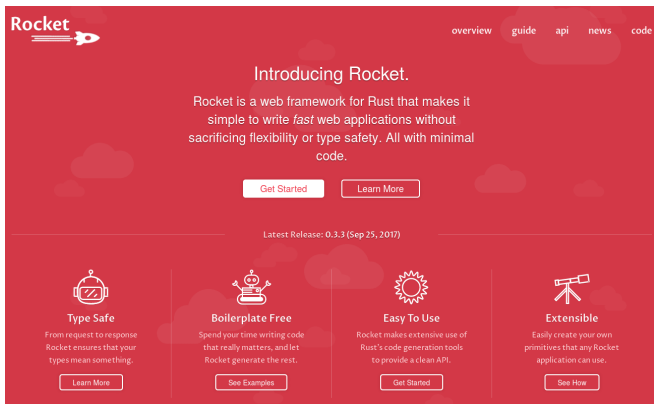 Rocket
overview guide api news code
Introducing Rocket.
Rocket is a web framework for Rust that makes it
simple to write fast web applications without
sacrificing flexibility or type safety. All with minimal
code.
Get Started Learn More
Latest Release: 0.3.3 (Sep 25, 2017)
Type Safe
From request to response
Rocket ensures that your
types mean something.
Learn More
Boilerplate Free
Spend your time writing code
that really matters, and let
Rocket generate the rest.
See Examples
Easy To Use
Rocket makes extensive use of
Rust's code generation tools
to provide a clean API.
Get Started
Extensible
Easily create your own
primitives that any Rocket
application can use.
See How